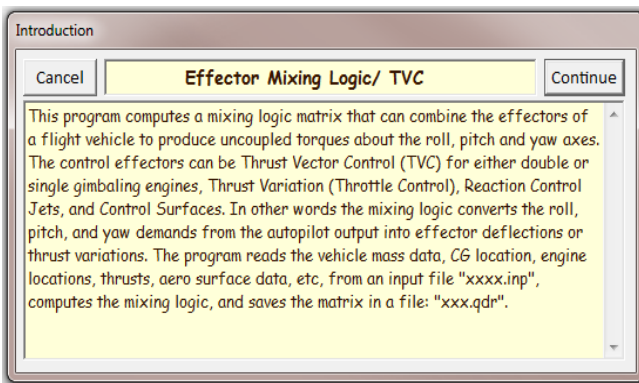 Introduction
Cancel
Effector Mixing Logic/ TVC
Continue
This program computes a mixing logic matrix that can combine the effectors of
a flight vehicle to produce uncoupled torques about the roll, pitch and yaw axes.
The control effectors can be Thrust Vector Control (TVC) for either double or
single gimbaling engines, Thrust Variation (Throttle Control), Reaction Control
Jets, and Control Surfaces. In other words the mixing logic converts the roll,
pitch, and yaw demands from the autopilot output into effector deflections or
thrust variations. The program reads the vehicle mass data, CG location, engine
locations, thrusts, aero surface data, etc, from an input file "xxxx.inp",
computes the mixing logic, and saves the matrix in a file: "xxx.qdr".